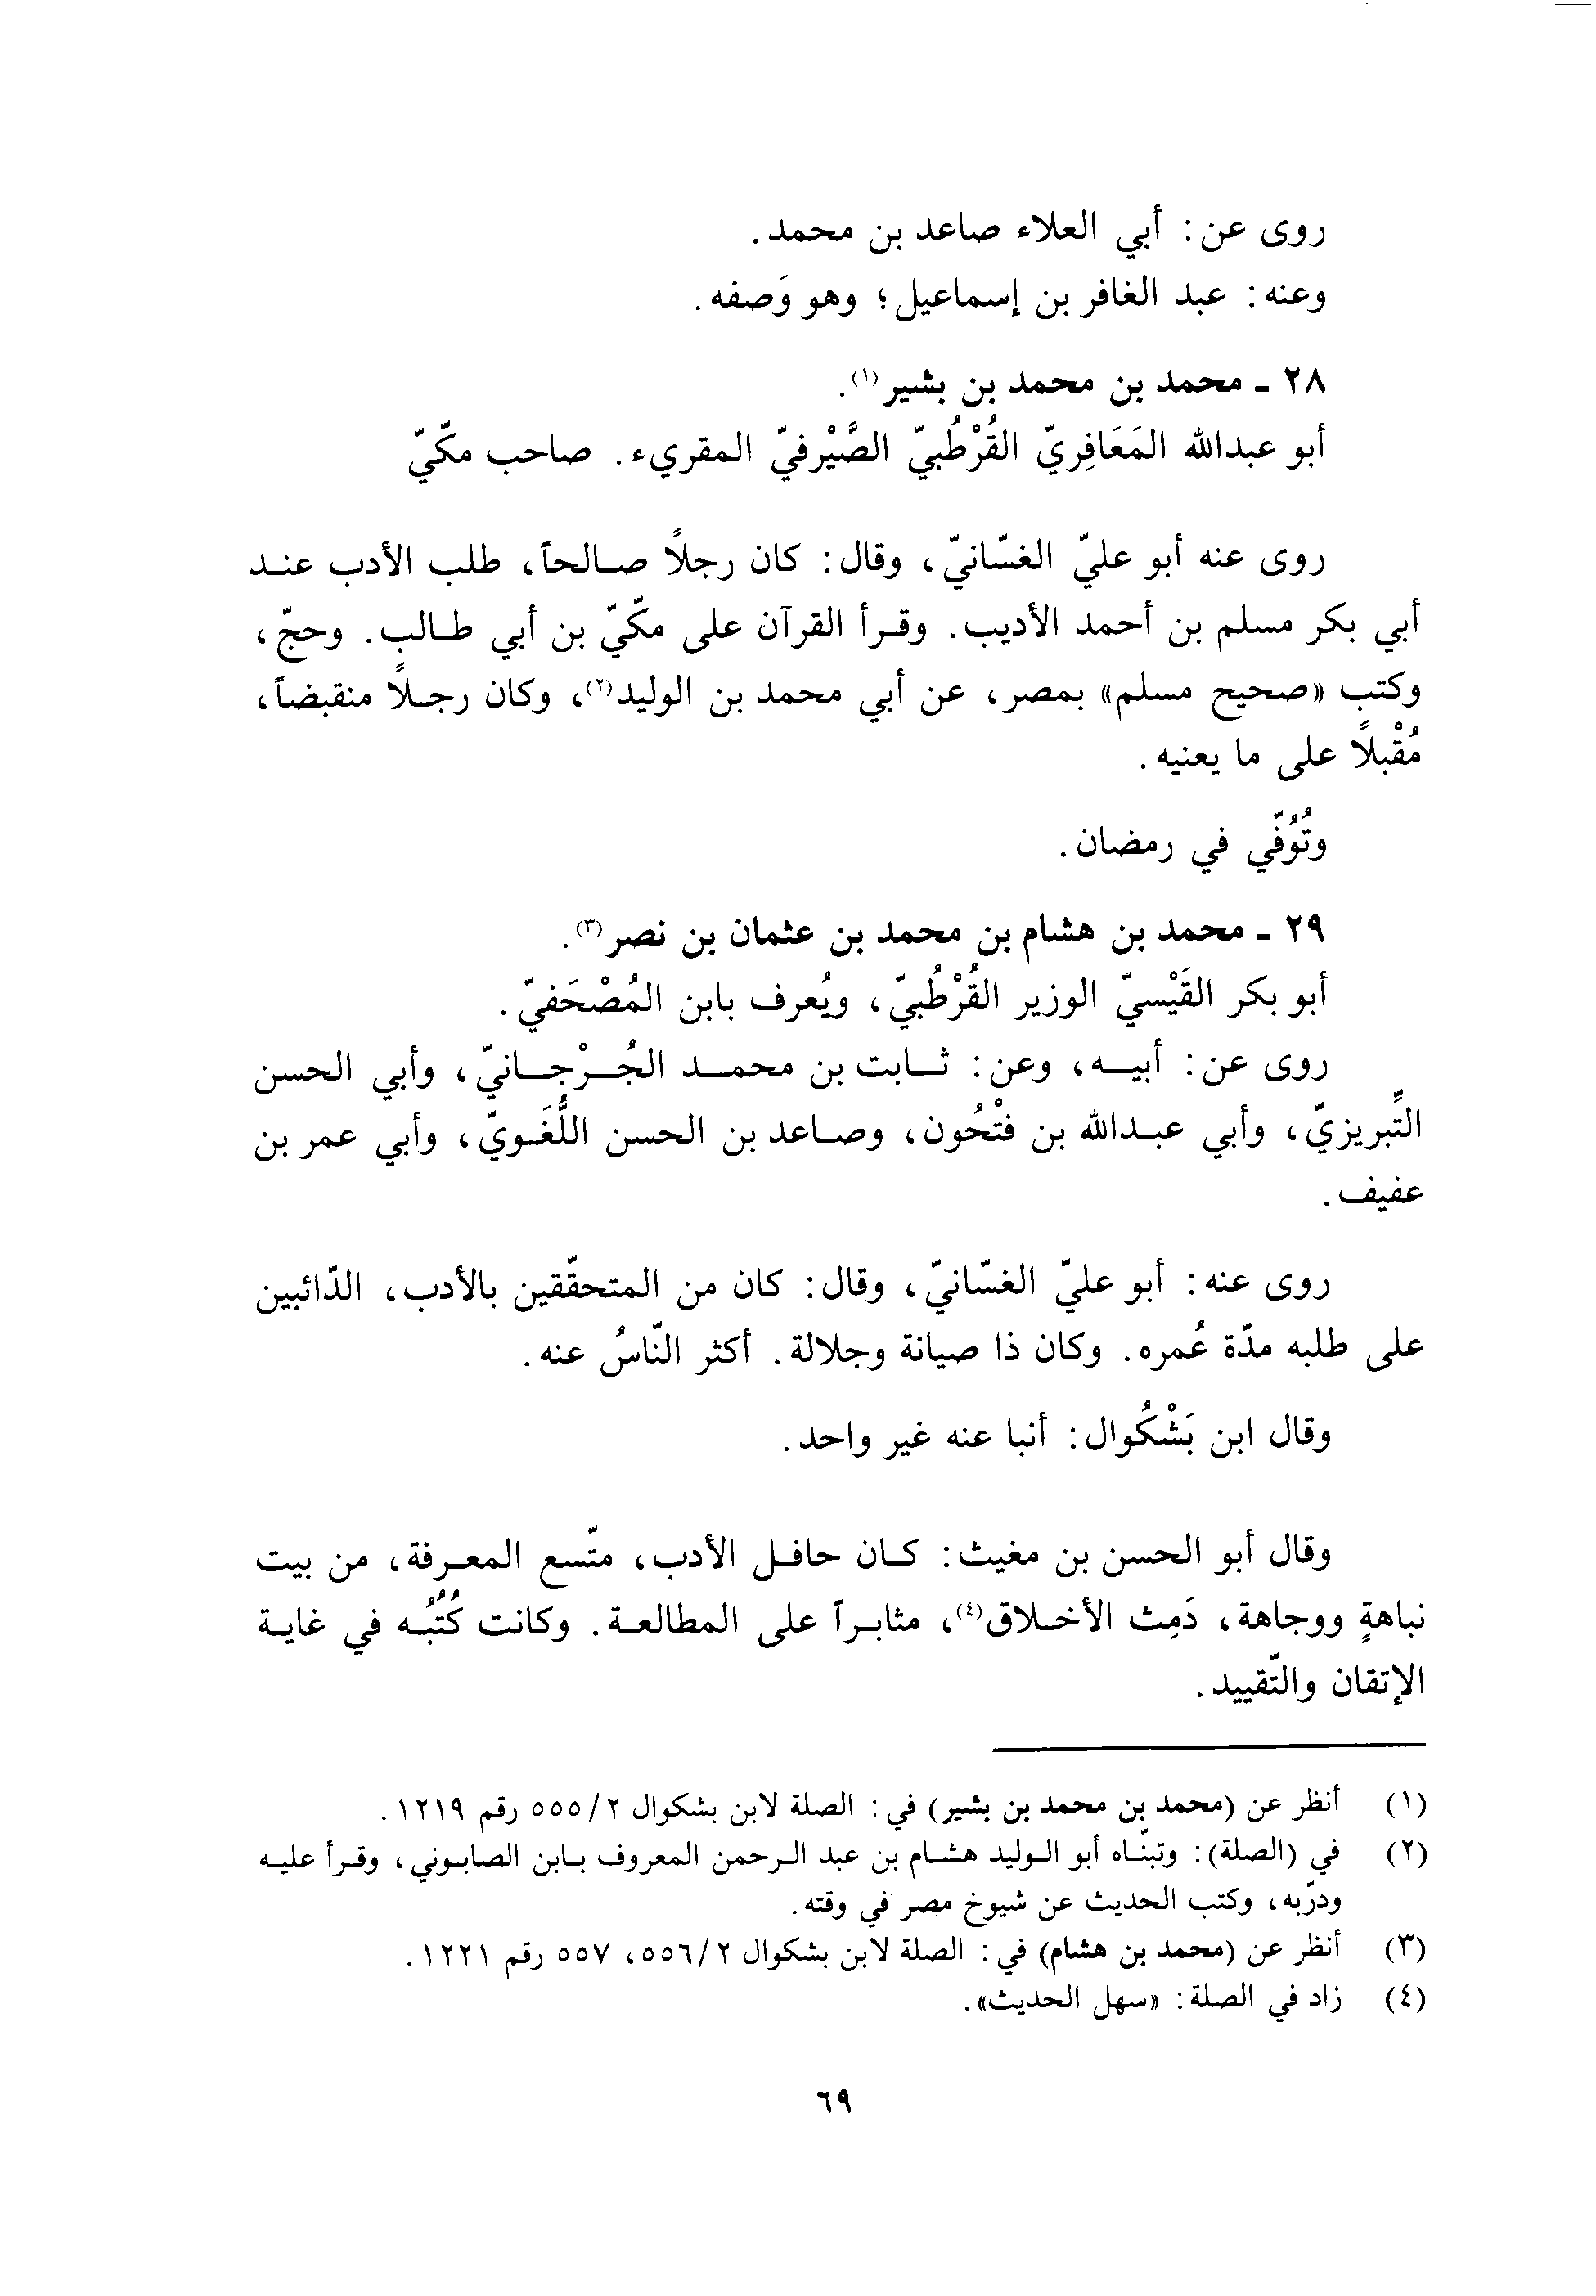 روى عن: أبي العلاء صاعد بن محمد.
وعنه: عبد الغافر بن إسماعيل؛ وهو وَصفه.
٢٨ ـ محمد بن محمد بن بشير(١).
أبو عبدالله المَعَافِريّ القُرْطُبيّ الصَّيْرفيّ المقريء. صاحب مكّيّ
روى عنه أبو عليّ الغسّانيّ، وقال: كان رجلًا صالحاً، طلب الأدب عند
أبي بكر مسلم بن أحمد الأديب. وقرأ القرآن على مكّيّ بن أبي طالب. وحجّ،
وكتب «صحيح مسلم» بمصر، عن أبي محمد بن الوليد(٢)، وكان رجلًا منقبضاً،
مُقْبلًا على ما يعنيه.
وتُوُفّي في رمضان.
٢٩ ـ محمد بن هشام بن محمد بن عثمان بن نصر(٣).
أبو بكر القَيْسيّ الوزير القُرْطُبيّ، ويُعرف بابن المُصْحَفيّ.
روى عن: أبيه، وعن: ثابت بن محمد الجُرْجانيّ، وأبي الحسن
التِّبريزيّ، وأبي عبدالله بن فتْحُون، وصاعد بن الحسن اللُّغَويّ، وأبي عمر بن
عفيف.
روى عنه: أبو عليّ الغسّانيّ، وقال: كان من المتحقّقين بالأدب، الدّائبين
على طلبه مدّة عُمره. وكان ذا صيانة وجلالة. أكثر النّاسُ عنه.
وقال ابن بَشْكُوال: أنبا عنه غير واحد.
وقال أبو الحسن بن مغيث: كان حافل الأدب، متّسع المعرفة، من بيت
نباهةٍ ووجاهة، دَمِث الأخلاق(٤)، مثابراً على المطالعة. وكانت كُتُبُه في غاية
الإتقان والتّقييد.
(١) أنظر عن (محمد بن محمد بن بشير) في: الصلة لابن بشكوال ٢/ ٥٥٥ رقم ١٢١٩.
(٢) في (الصلة): وتبنّاه أبو الوليد هشام بن عبد الرحمن المعروف بابن الصابوني، وقرأ عليه
ودرّبه، وكتب الحديث عن شيوخ مصر في وقته.
(٣) أنظر عن (محمد بن هشام) في: الصلة لابن بشكوال ٢/ ٥٥٦، ٥٥٧ رقم ١٢٢١.
(٤) زاد في الصلة: «سهل الحديث».
٦٩